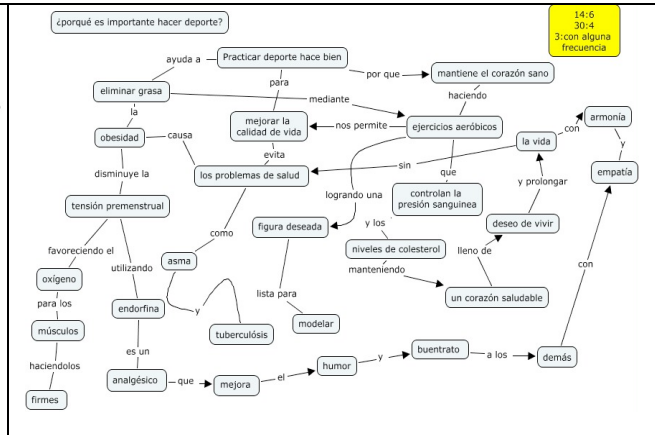 ¿porqué es importante hacer deporte?
14:6
30:4
3:con alguna
frecuencia
ayuda a
Practicar deporte hace bien
por que
mantiene el corazón sano
para
eliminar grasa
mediante
haciendo
la
mejorar la
calidad de vida
nos permite
ejercicios aeróbicos
armonía
con
obesidad
causa
la vida
y
evita
sin
los problemas de salud
que
empatía
disminuye la
logrando una
controlan la
presión sanguinea
y prolongar
tensión premenstrual
como
figura deseada
y los
deseo de vivir
favoreciendo el
utilizando
asma
niveles de colesterol
lleno de
manteniendo
con
oxígeno
lista para
un corazón saludable
para los
endorfina
y
músculos
tuberculósis
modelar
haciendolos
es un
firmes
analgésico
que
mejora
el
humor
y
buentrato
a los
demás